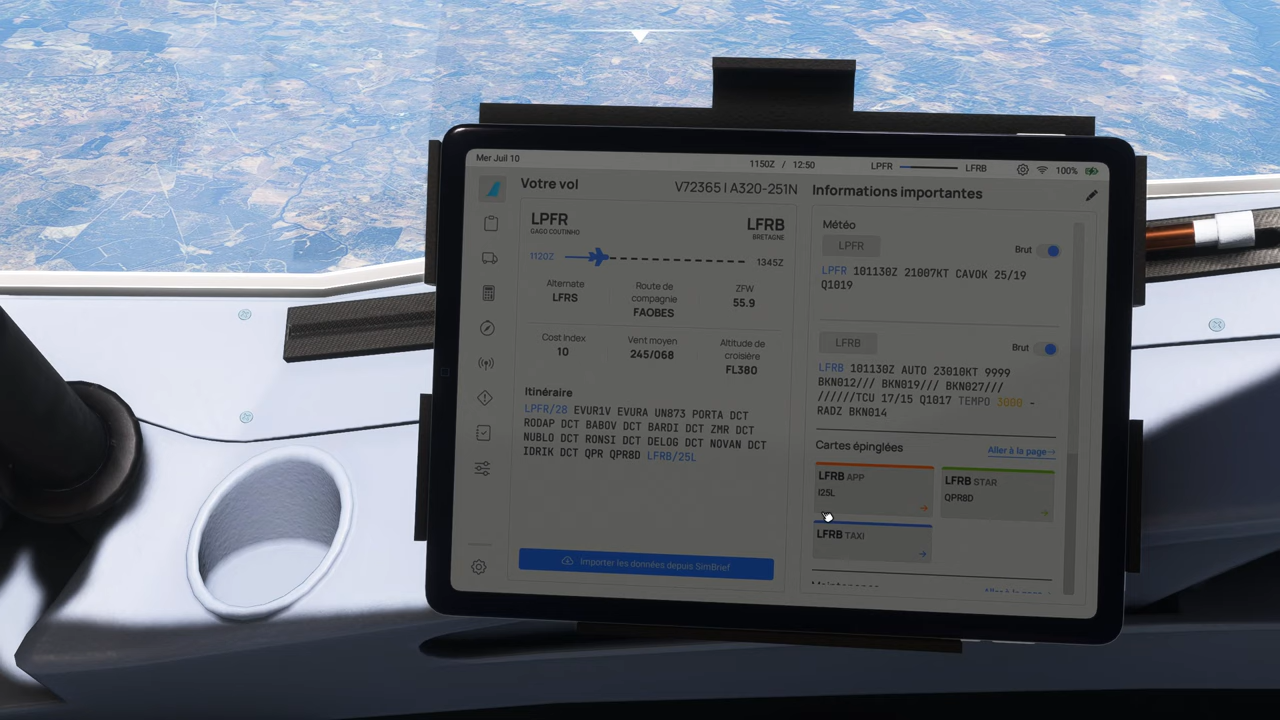 Mer Juil 10
1150Z / 12:50
LPFR
LFRB
100%
Votre vol
V72365 | A320-251N
LPFR
GAGO COUTINHO
LFRB
BRETAGNE
1120Z
1345Z
Alternate
LFRS
Route de
compagnie
FAOBES
ZFW
55.9
Cost Index
10
Vent moyen
245/068
Altitude de
croisière
FL380
Itinéraire
LPFR/28 EVUR1V EVURA UN873 PORTA DCT
RODAP DCT BABOV DCT BARDI DCT ZMR DCT
NUBLO DCT RONSI DCT DELOG DCT NOVAN DCT
IDRIK DCT QPR QPR8D LFRB/25L
Importer les données depuis SimBrief
Informations importantes
Météo
LPFR
Brut
LPFR 101130Z 21007KT CAVOK 25/19
Q1019
LFRB
Brut
LFRB 101130Z AUTO 23010KT 9999
BKN012/// BKN019/// BKN027///
//////TCU 17/15 Q1017 TEMPO 3000 -
RADZ BKN014
Cartes épinglées
Aller à la page→
LFRB APP
I25L
→
LFRB STAR
QPR8D
→
LFRB TAXI
→